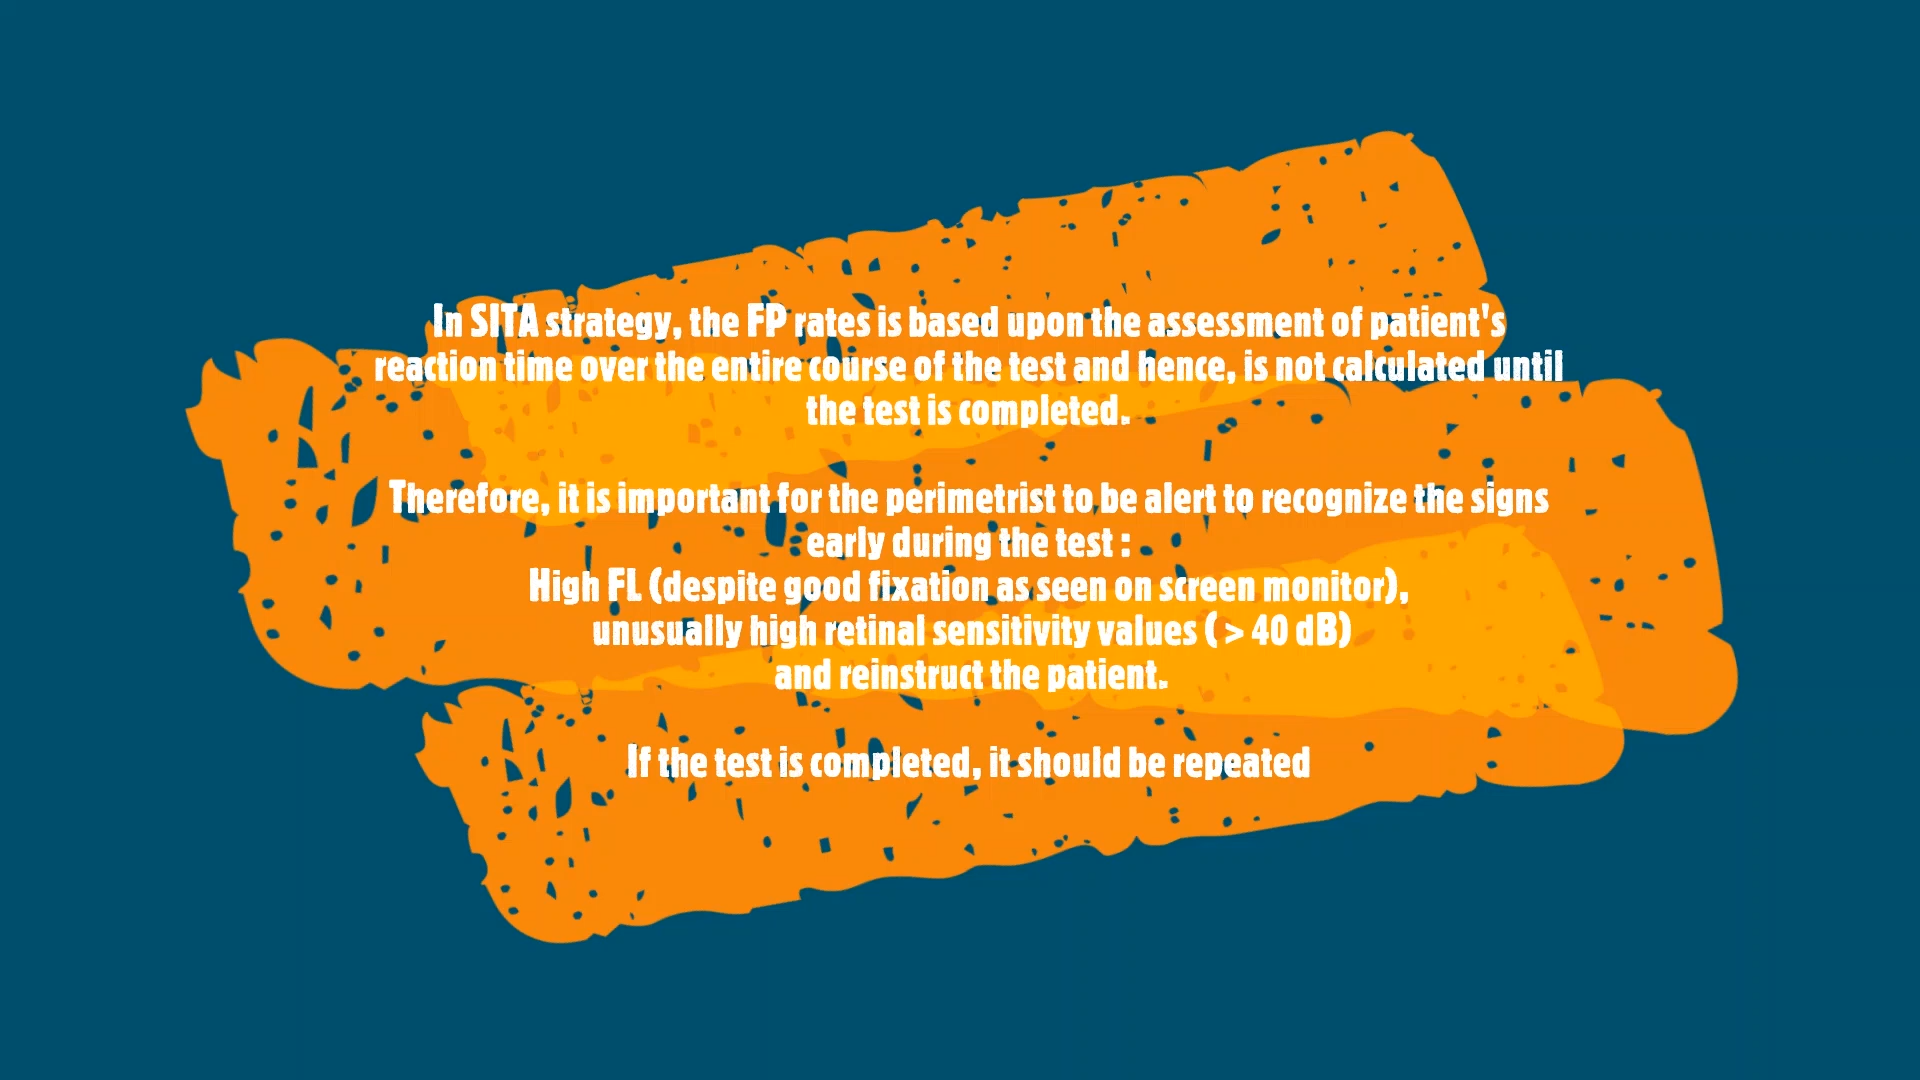 In SITA strategy, the FP rates is based upon the assessment of patient's
reaction time over the entire course of the test and hence, is not calculated until
the test is completed.
Therefore, it is important for the perimetrist to be alert to recognize the signs
early during the test :
High FL (despite good fixation as seen on screen monitor),
unusually high retinal sensitivity values ( > 40 dB)
and reinstruct the patient.
If the test is completed, it should be repeated